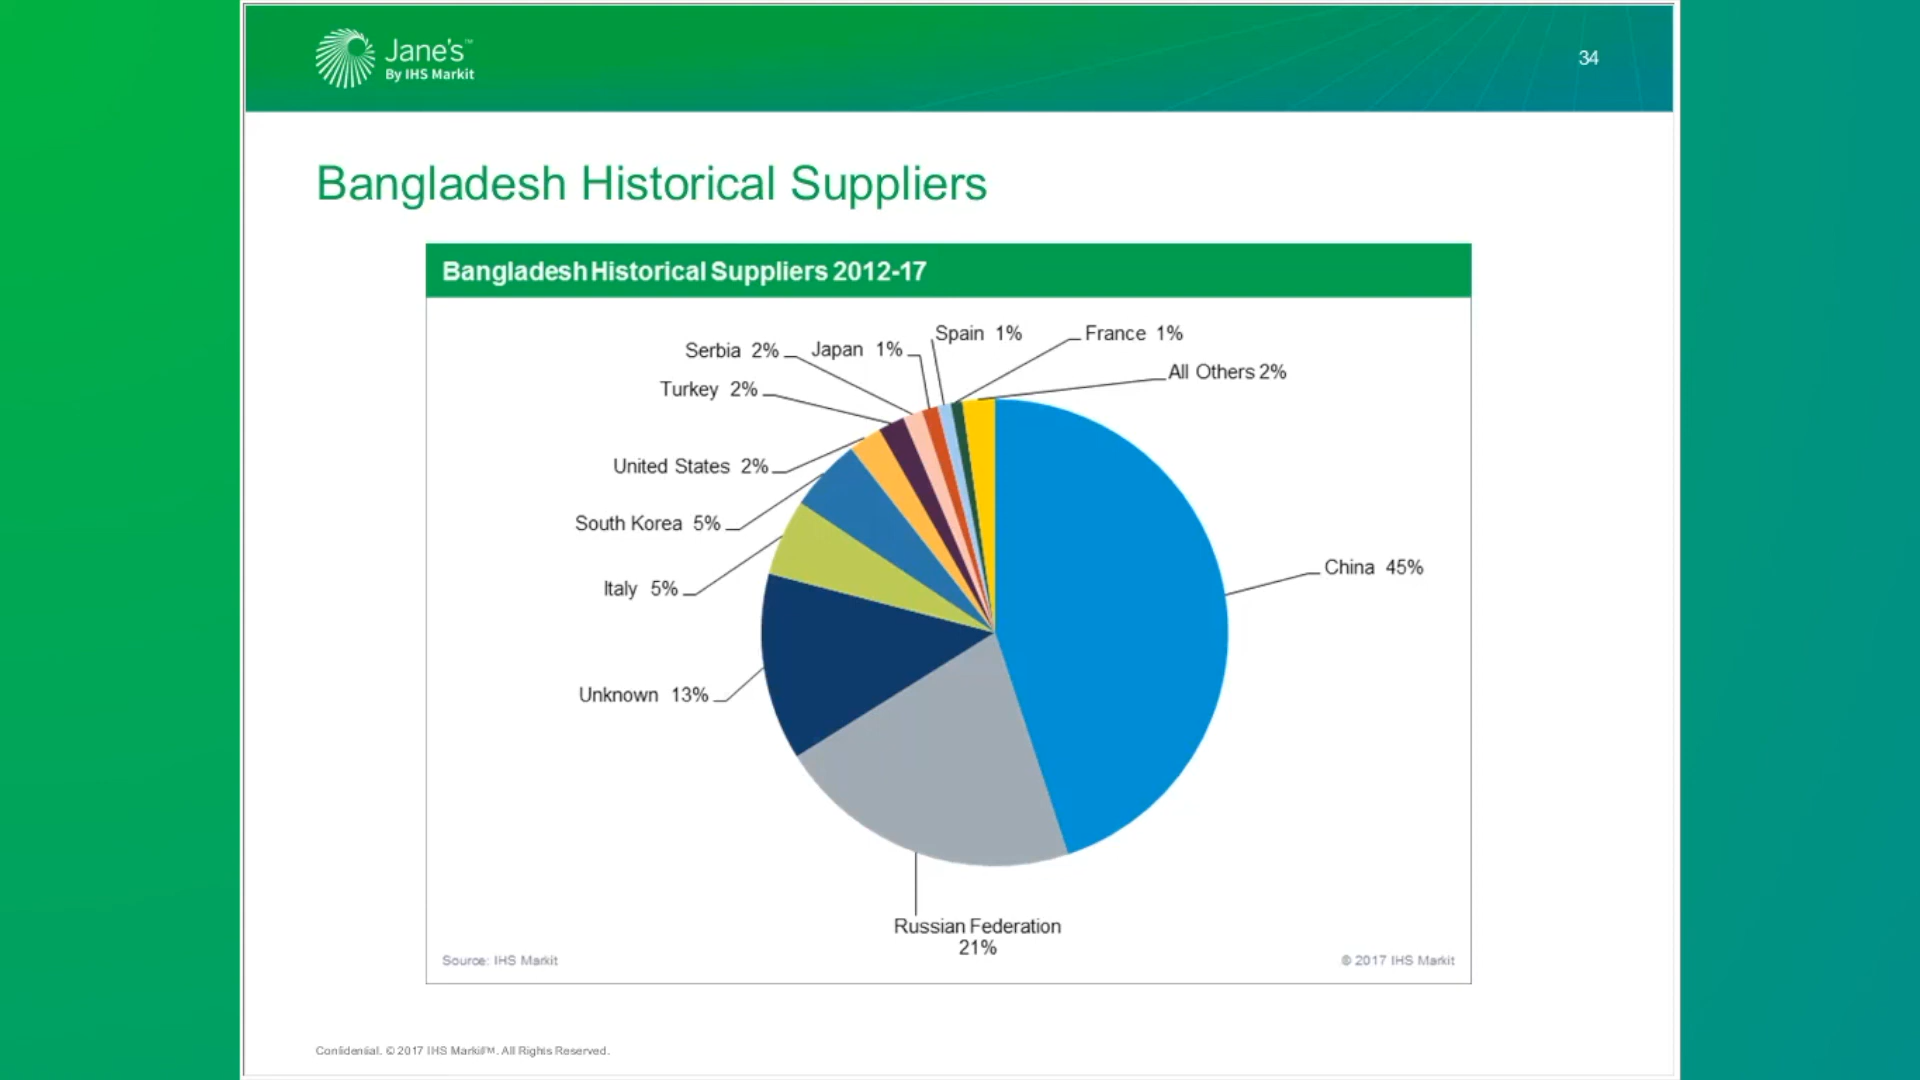 Jane's™
By IHS Markit
34
Bangladesh Historical Suppliers
Bangladesh Historical Suppliers 2012-17
Spain 1%
France 1%
Serbia 2%
Japan 1%
All Others 2%
Turkey 2%
United States 2%
South Korea 5%
China 45%
Italy 5%
Unknown 13%
Russian Federation
21%
Source: IHS Markit
© 2017 IHS Markit
Confidential. © 2017 IHS Markit™. All Rights Reserved.